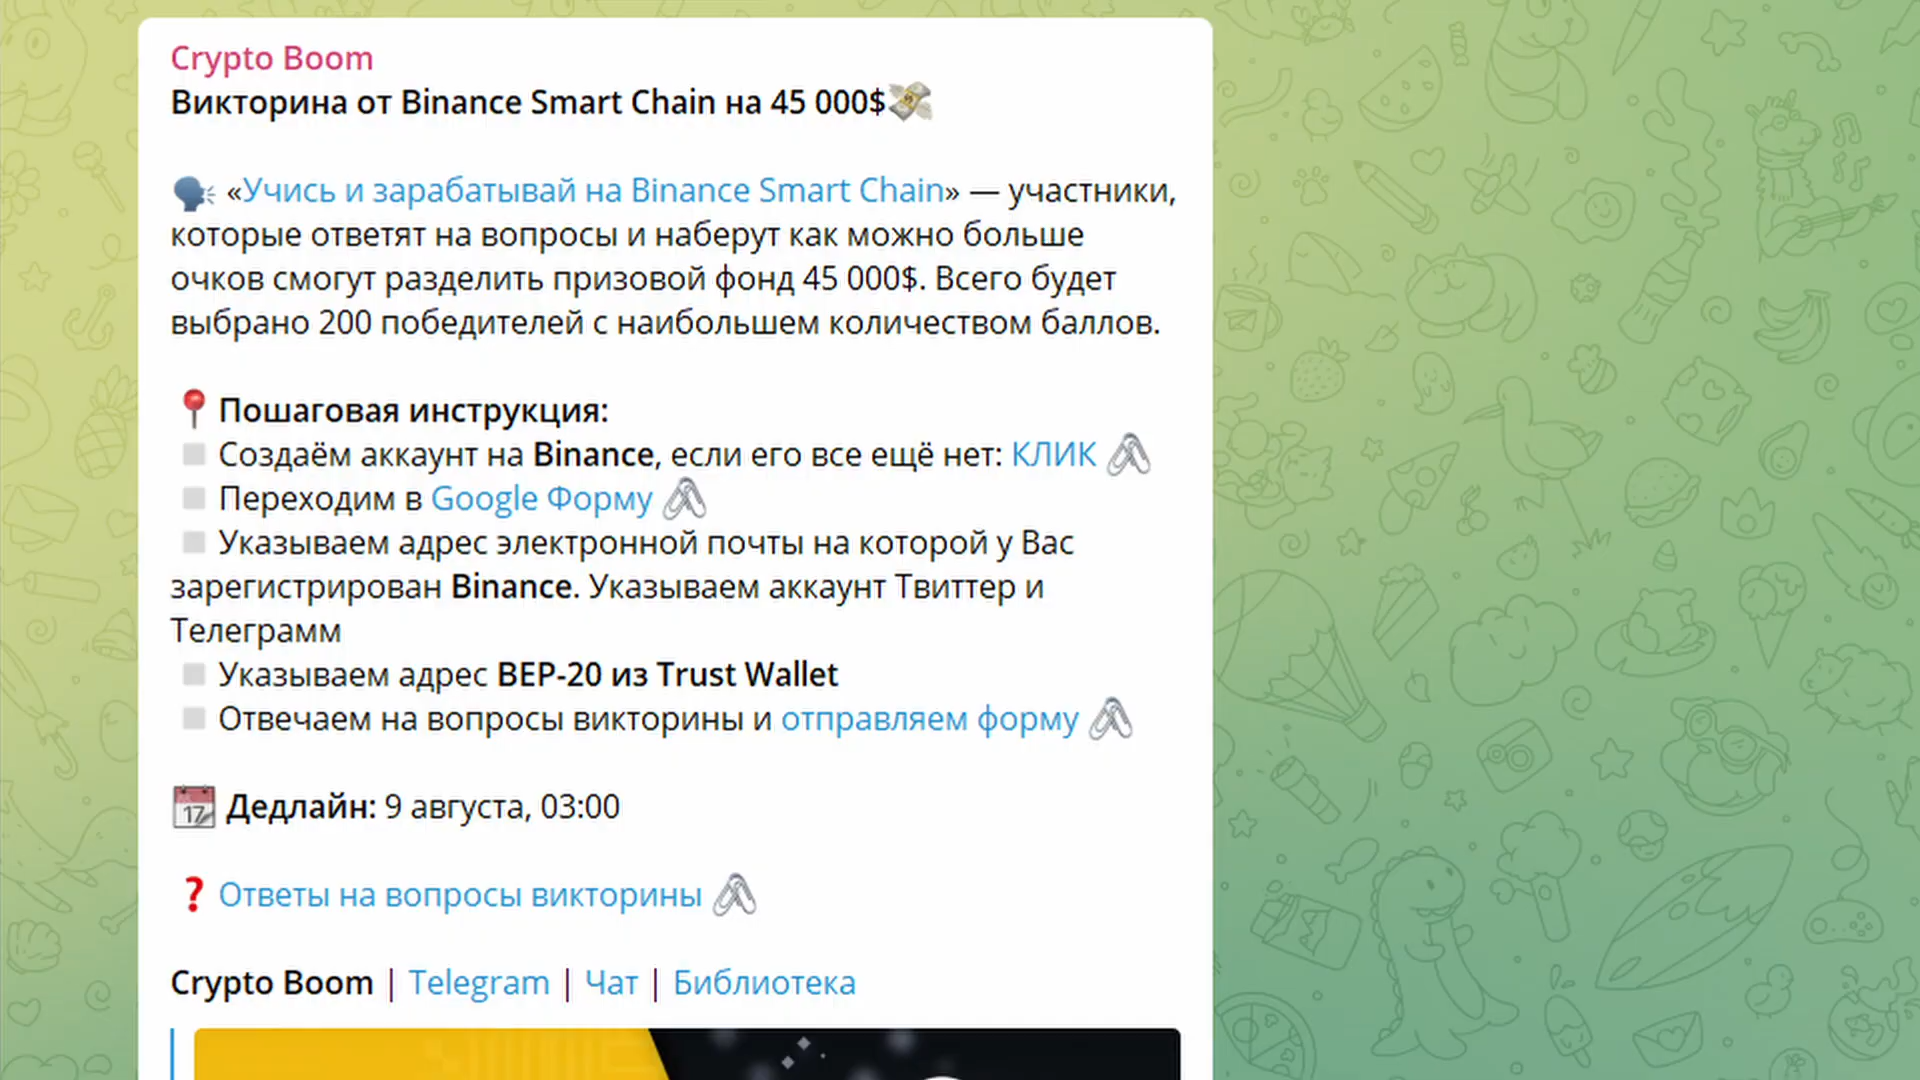 Crypto Boom
Викторина от Binance Smart Chain на 45 000$💸
🗣 «Учись и зарабатывай на Binance Smart Chain» — участники,
которые ответят на вопросы и наберут как можно больше
очков смогут разделить призовой фонд 45 000$. Всего будет
выбрано 200 победителей с наибольшем количеством баллов.
📍 Пошаговая инструкция:
▫️ Создаём аккаунт на Binance, если его все ещё нет: КЛИК 🖇
▫️ Переходим в Google Форму 🖇
▫️ Указываем адрес электронной почты на которой у Вас
зарегистрирован Binance. Указываем аккаунт Твиттер и
Телеграмм
▫️ Указываем адрес BEP-20 из Trust Wallet
▫️ Отвечаем на вопросы викторины и отправляем форму 🖇
📆 Дедлайн: 9 августа, 03:00
❓ Ответы на вопросы викторины 🖇
Crypto Boom | Telegram | Чат | Библиотека